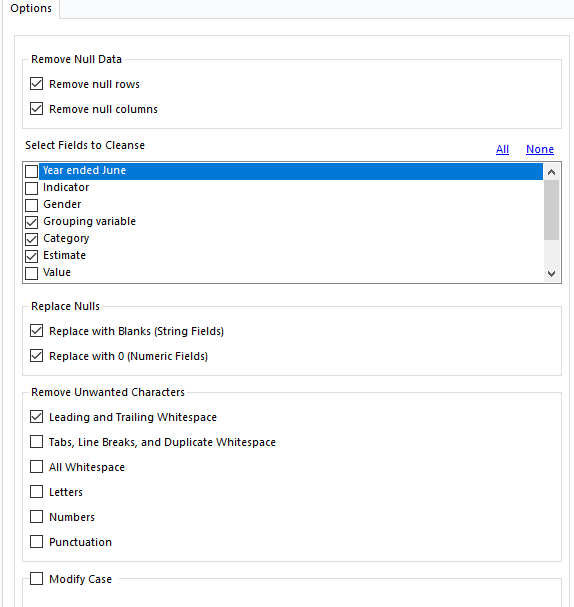 Options
Remove Null Data
Remove null rows
Remove null columns
Select Fields to Cleanse
All None
Year ended June
Indicator
Gender
Grouping variable
Category
Estimate
Value
Replace Nulls
Replace with Blanks (String Fields)
Replace with 0 (Numeric Fields)
Remove Unwanted Characters
Leading and Trailing Whitespace
Tabs, Line Breaks, and Duplicate Whitespace
All Whitespace
Letters
Numbers
Punctuation
Modify Case